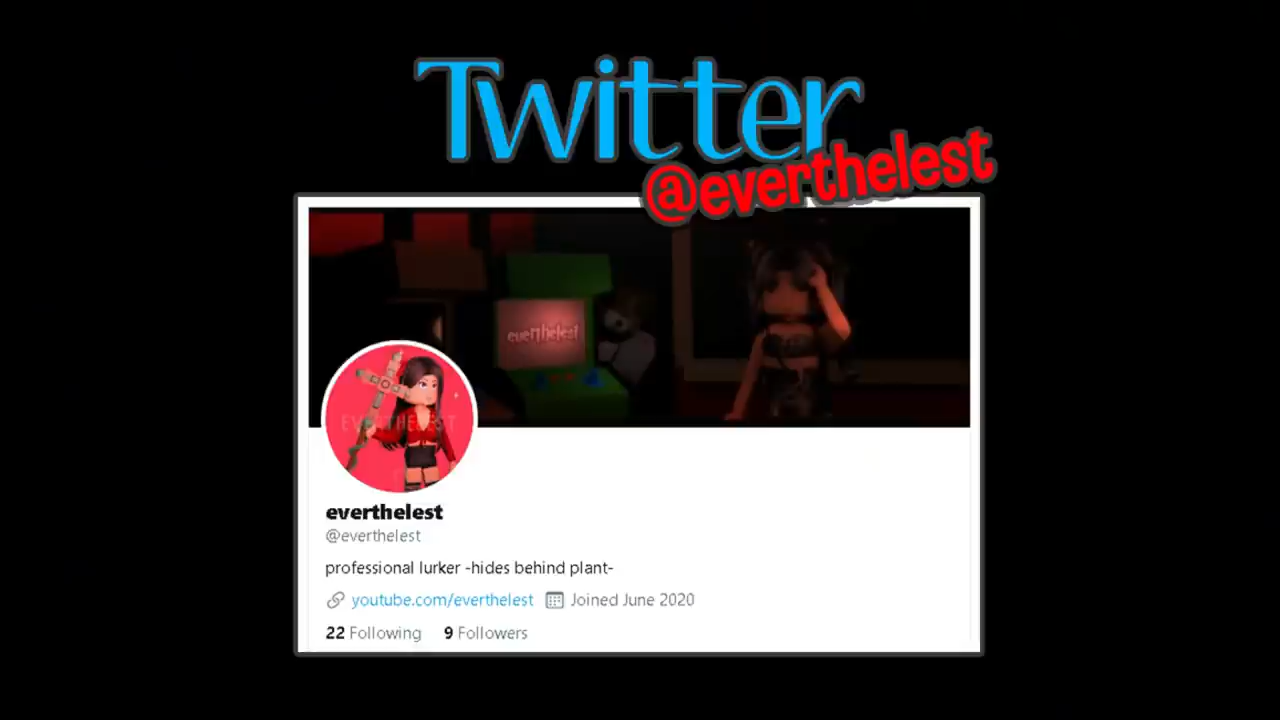 Twitter
@everthelest
everthelest
EVERTHELEST
everthelest
@everthelest
professional lurker -hides behind plant-
youtube.com/everthelest Joined June 2020
22 Following 9 Followers